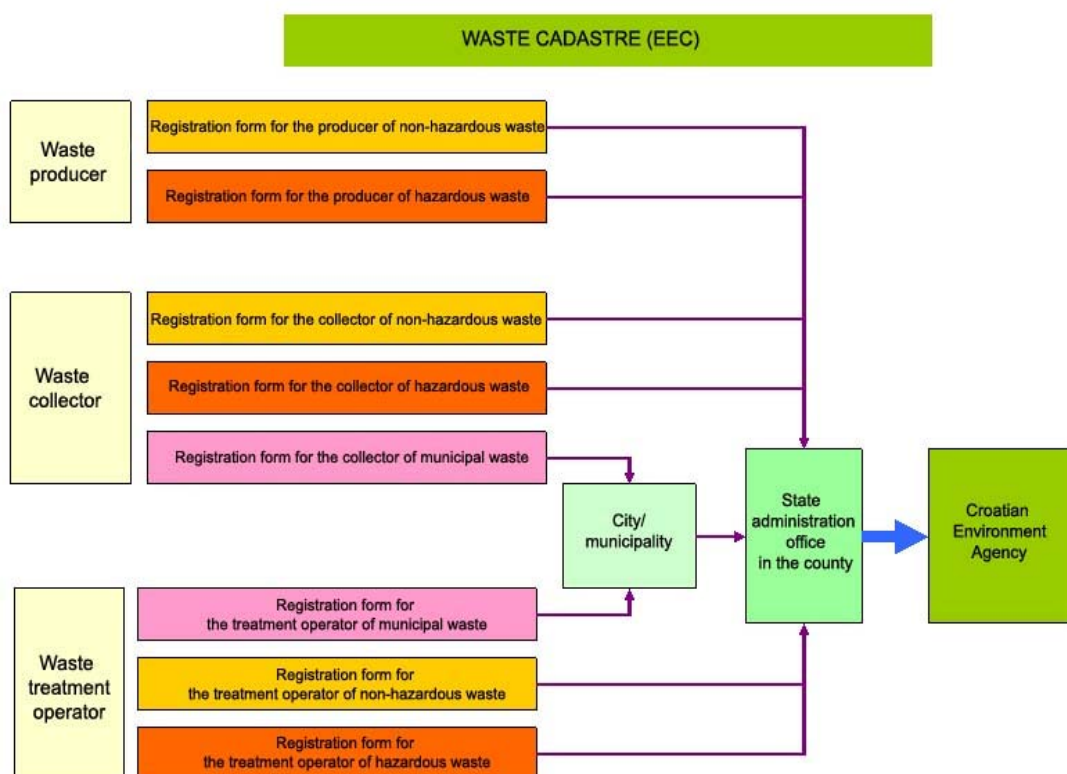 WASTE CADASTRE (EEC)
Waste
producer
Registration form for the producer of non-hazardous waste
Registration form for the producer of hazardous waste
Waste
collector
Registration form for the collector of non-hazardous waste
Registration form for the collector of hazardous waste
Registration form for the collector of municipal waste
City/
municipality
State
administration
office
in the county
Croatian
Environment
Agency
Waste
treatment
operator
Registration form for
the treatment operator of municipal waste
Registration form for
the treatment operator of non-hazardous waste
Registration form for
the treatment operator of hazardous waste